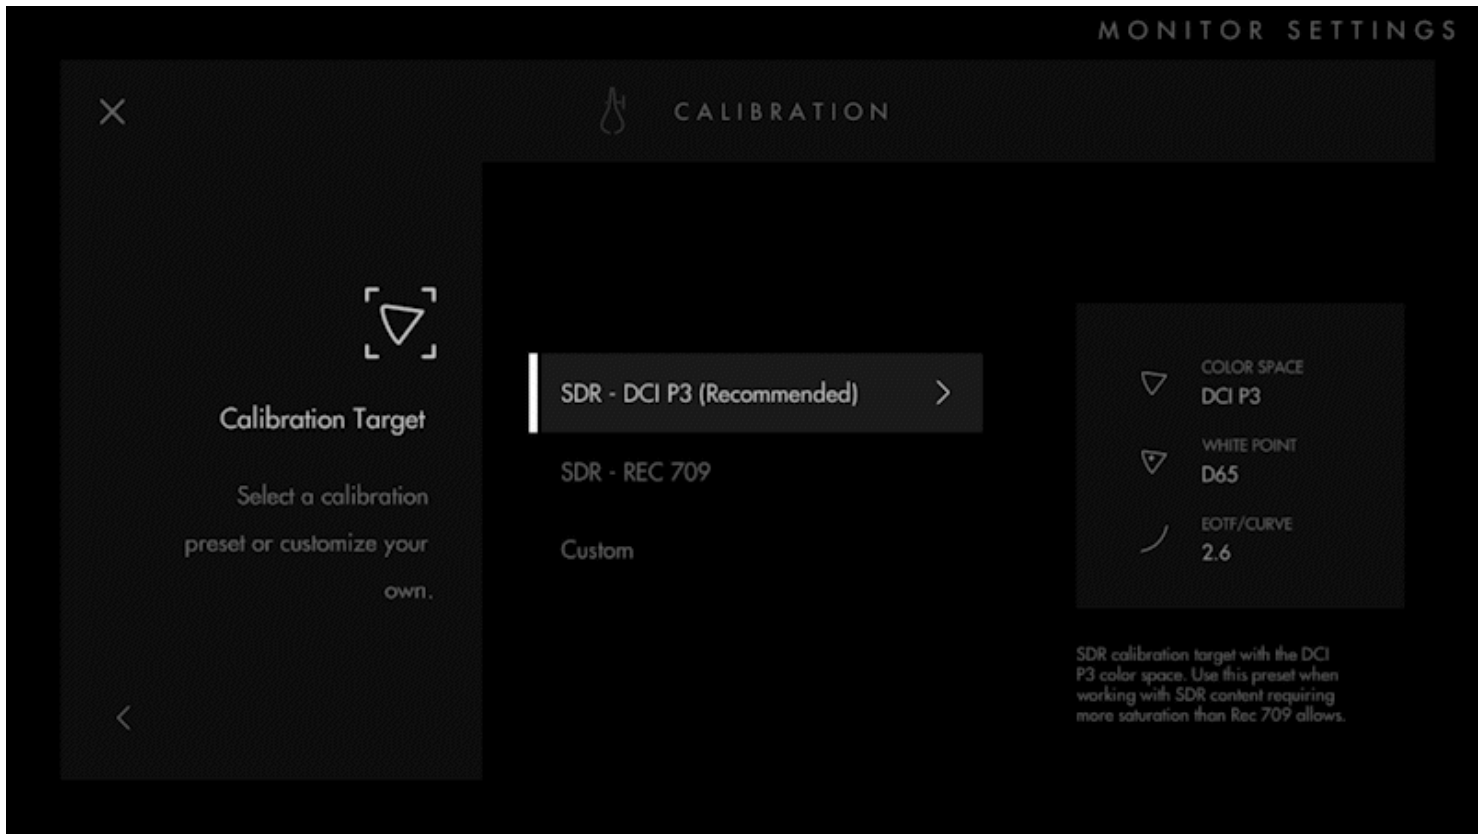 MONITOR SETTINGS
CALIBRATION
Calibration Target
Select a calibration
preset or customize your
own.
SDR - DCI P3 (Recommended)
SDR - REC 709
Custom
COLOR SPACE
DCI P3
WHITE POINT
D65
EOTF/CURVE
2.6
SDR calibration target with the DCI
P3 color space. Use this preset when
working with SDR content requiring
more saturation than Rec 709 allows.